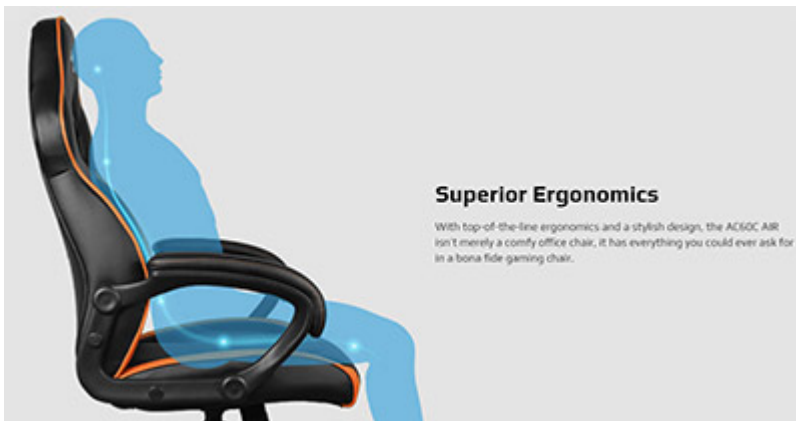 Superior Ergonomics
With top-of-the-line ergonomics and a stylish design, the AC60C AIR
isn't merely a comfy office chair, it has everything you could ever ask for
in a bona fide gaming chair.